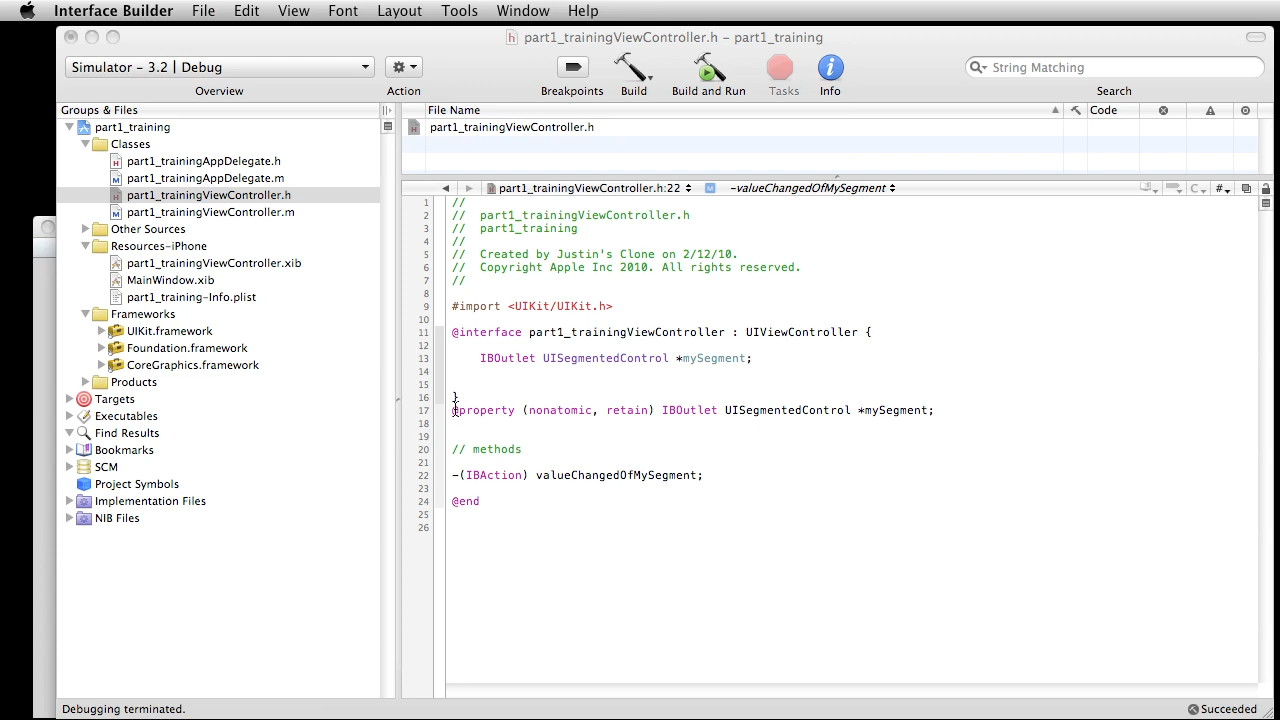 Interface Builder File Edit View Font Layout Tools Window Help
part1_trainingViewController.h – part1_training
Simulator - 3.2 | Debug
String Matching
Overview Action Breakpoints Build Build and Run Tasks Info Search
Groups & Files
part1_training
Classes
part1_trainingAppDelegate.h
part1_trainingAppDelegate.m
part1_trainingViewController.h
part1_trainingViewController.m
Other Sources
Resources-iPhone
part1_trainingViewController.xib
MainWindow.xib
part1_training-Info.plist
Frameworks
UIKit.framework
Foundation.framework
CoreGraphics.framework
Products
Targets
Executables
Find Results
Bookmarks
SCM
Project Symbols
Implementation Files
NIB Files
File Name Code
part1_trainingViewController.h
part1_trainingViewController.h:22 M -valueChangedOfMySegment C #
1 //
2 // part1_trainingViewController.h
3 // part1_training
4 //
5 // Created by Justin's Clone on 2/12/10.
6 // Copyright Apple Inc 2010. All rights reserved.
7 //
8
9 #import <UIKit/UIKit.h>
10
11 @interface part1_trainingViewController : UIViewController {
12
13 IBOutlet UISegmentedControl *mySegment;
14
15
16 }
17 @property (nonatomic, retain) IBOutlet UISegmentedControl *mySegment;
18
19
20 // methods
21
22 -(IBAction) valueChangedOfMySegment;
23
24 @end
25
26
Debugging terminated. Succeeded